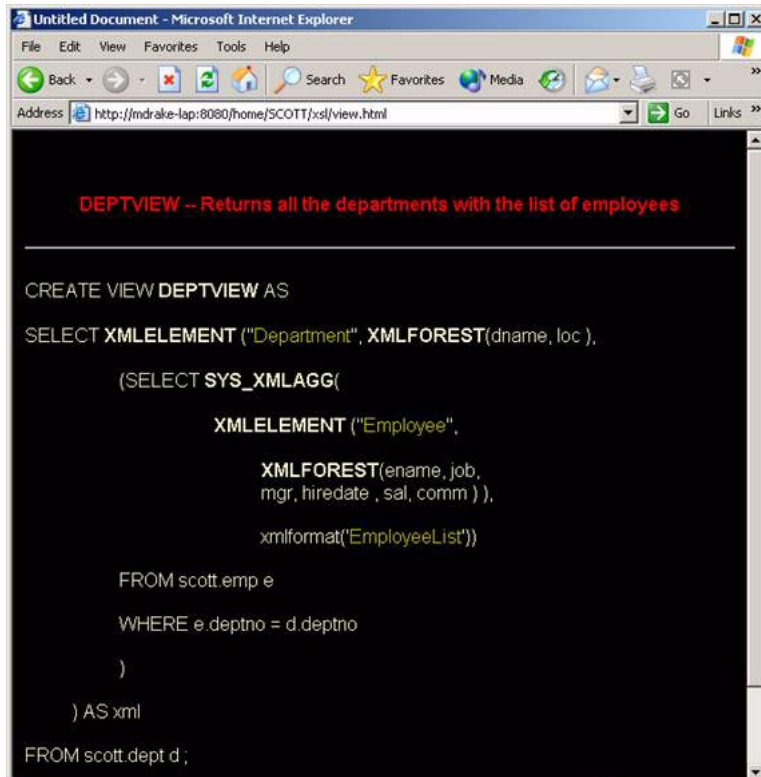 Untitled Document - Microsoft Internet Explorer
File Edit View Favorites Tools Help
Back Search Favorites Media »
Address http://mdrake-lap:8080/home/SCOTT/xsl/view.html Go Links »
DEPTVIEW -- Returns all the departments with the list of employees
CREATE VIEW DEPTVIEW AS
SELECT XMLELEMENT ("Department", XMLFOREST(dname, loc ),
(SELECT SYS_XMLAGG(
XMLELEMENT ("Employee",
XMLFOREST(ename, job,
mgr, hiredate , sal, comm ) ),
xmlformat('EmployeeList'))
FROM scott.emp e
WHERE e.deptno = d.deptno
)
) AS xml
FROM scott.dept d ;